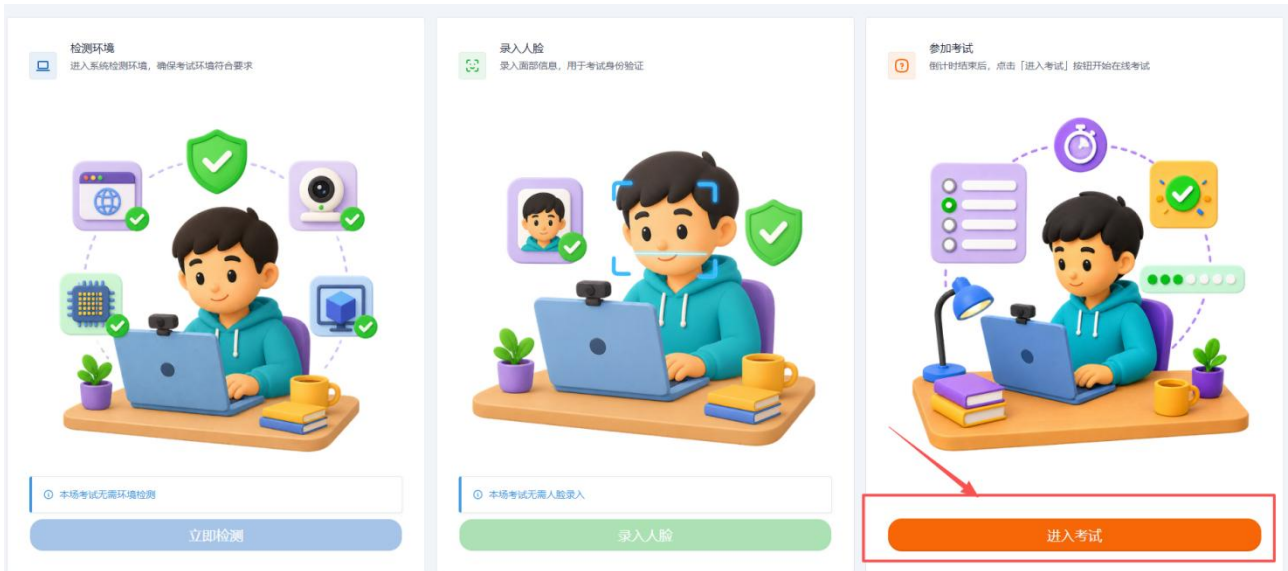 检测环境
进入系统检测环境，确保考试环境符合要求
本场考试无需环境检测
立即检测
录入人脸
录入面部信息，用于考试身份验证
本场考试无需人脸录入
录入人脸
参加考试
倒计时结束后，点击「进入考试」按钮开始在线考试
进入考试